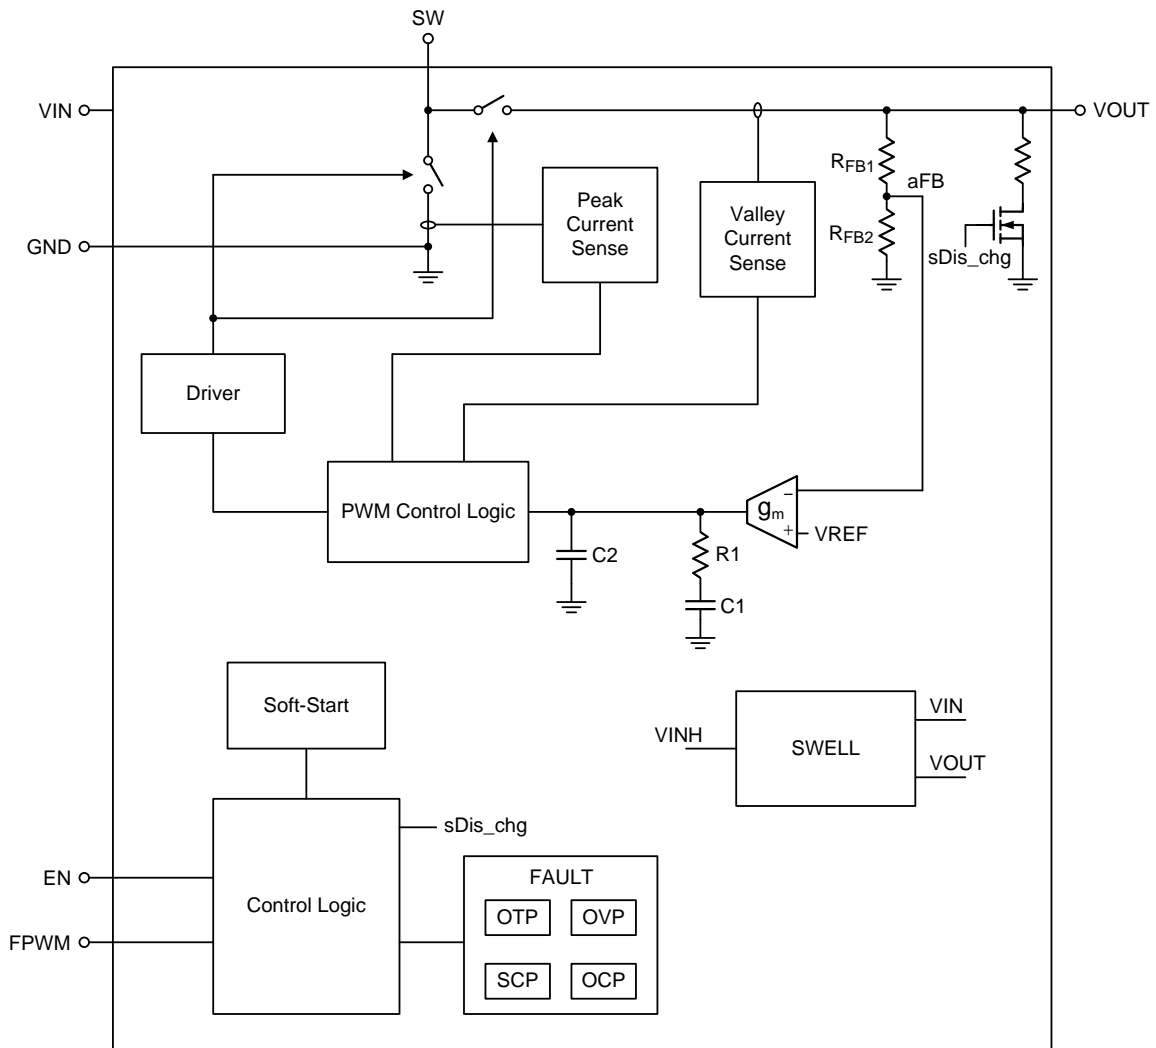 SW
VIN
VOUT
RFB1
aFB
Peak
Current
Sense
Valley
Current
Sense
RFB2
GND
sDis_chg
Driver
PWM Control Logic
gm
−
+
VREF
C2
R1
C1
Soft-Start
VIN
VINH
SWELL
VOUT
sDis_chg
EN
Control Logic
FAULT
OTP
OVP
FPWM
SCP
OCP